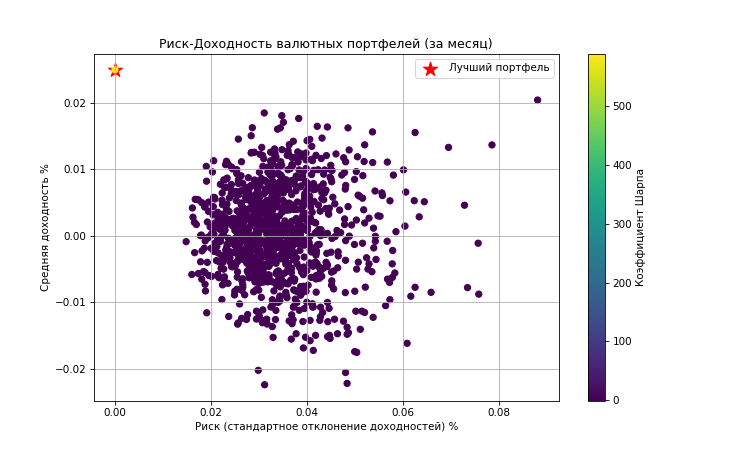 Риск-Доходность валютных портфелей (за месяц)
Лучший портфель
Средняя доходность %
0.02
0.01
0.00
−0.01
−0.02
0.00 0.02 0.04 0.06 0.08
Риск (стандартное отклонение доходностей) %
500
400
300
200
100
0
Коэффициент Шарпа